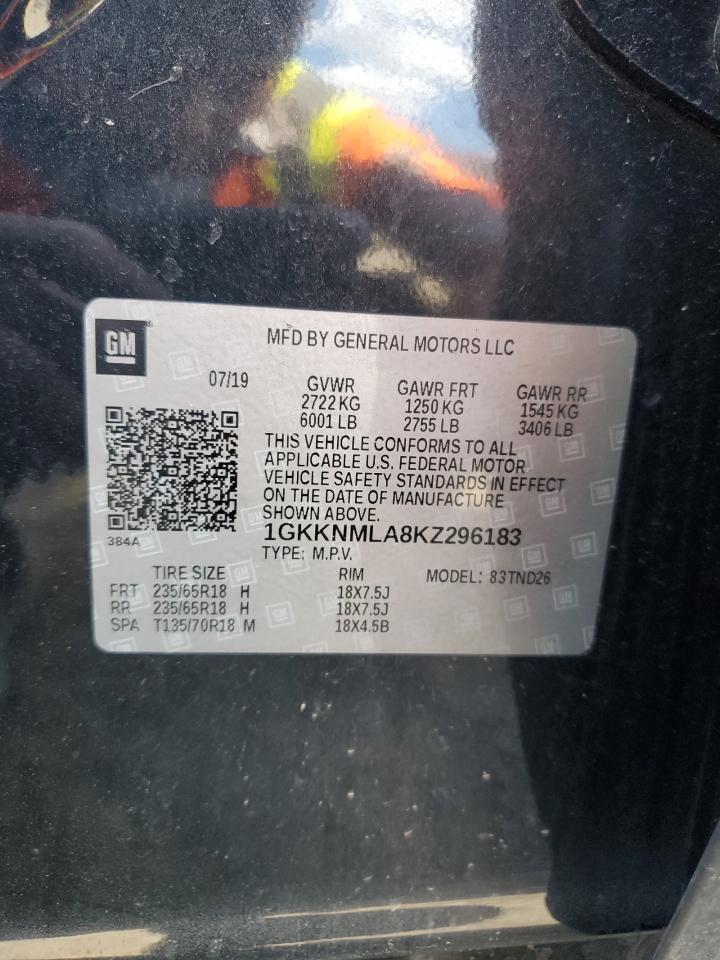 GM
MFD BY GENERAL MOTORS LLC
07/19
GVWR
2722 KG
6001 LB
GAWR FRT
1250 KG
2755 LB
GAWR RR
1545 KG
3406 LB
THIS VEHICLE CONFORMS TO ALL
APPLICABLE U.S. FEDERAL MOTOR
VEHICLE SAFETY STANDARDS IN EFFECT
ON THE DATE OF MANUFACTURE
SHOWN ABOVE.
384A
1GKKNMLA8KZ296183
TYPE: M.P.V.
TIRE SIZE RIM MODEL: 83TND26
FRT 235/65R18 H 18X7.5J
RR 235/65R18 H 18X7.5J
SPA T135/70R18 M 18X4.5B